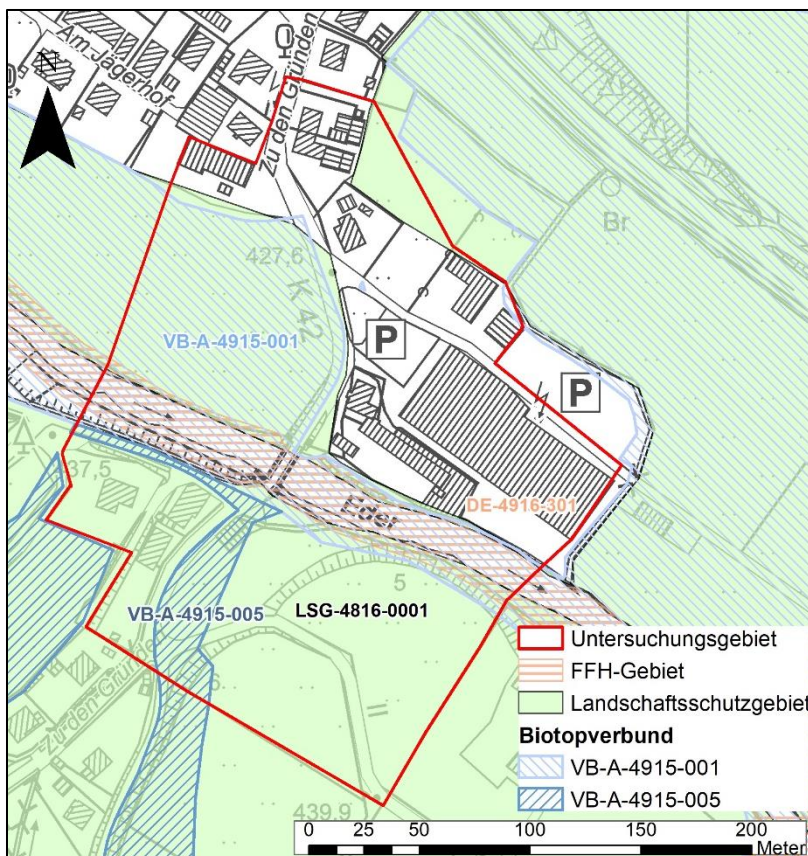 N
Am Jägerhof
Zu den Gründen
427,6
K 42
Br
VB-A-4915-001
P
P
437,5
Eder
DE-4916-301
5
VB-A-4915-005
LSG-4816-0001
Zu den Gründen
439,9
Untersuchungsgebiet
FFH-Gebiet
Landschaftsschutzgebiet
Biotopverbund
VB-A-4915-001
VB-A-4915-005
0 25 50 100 150 200
Meter